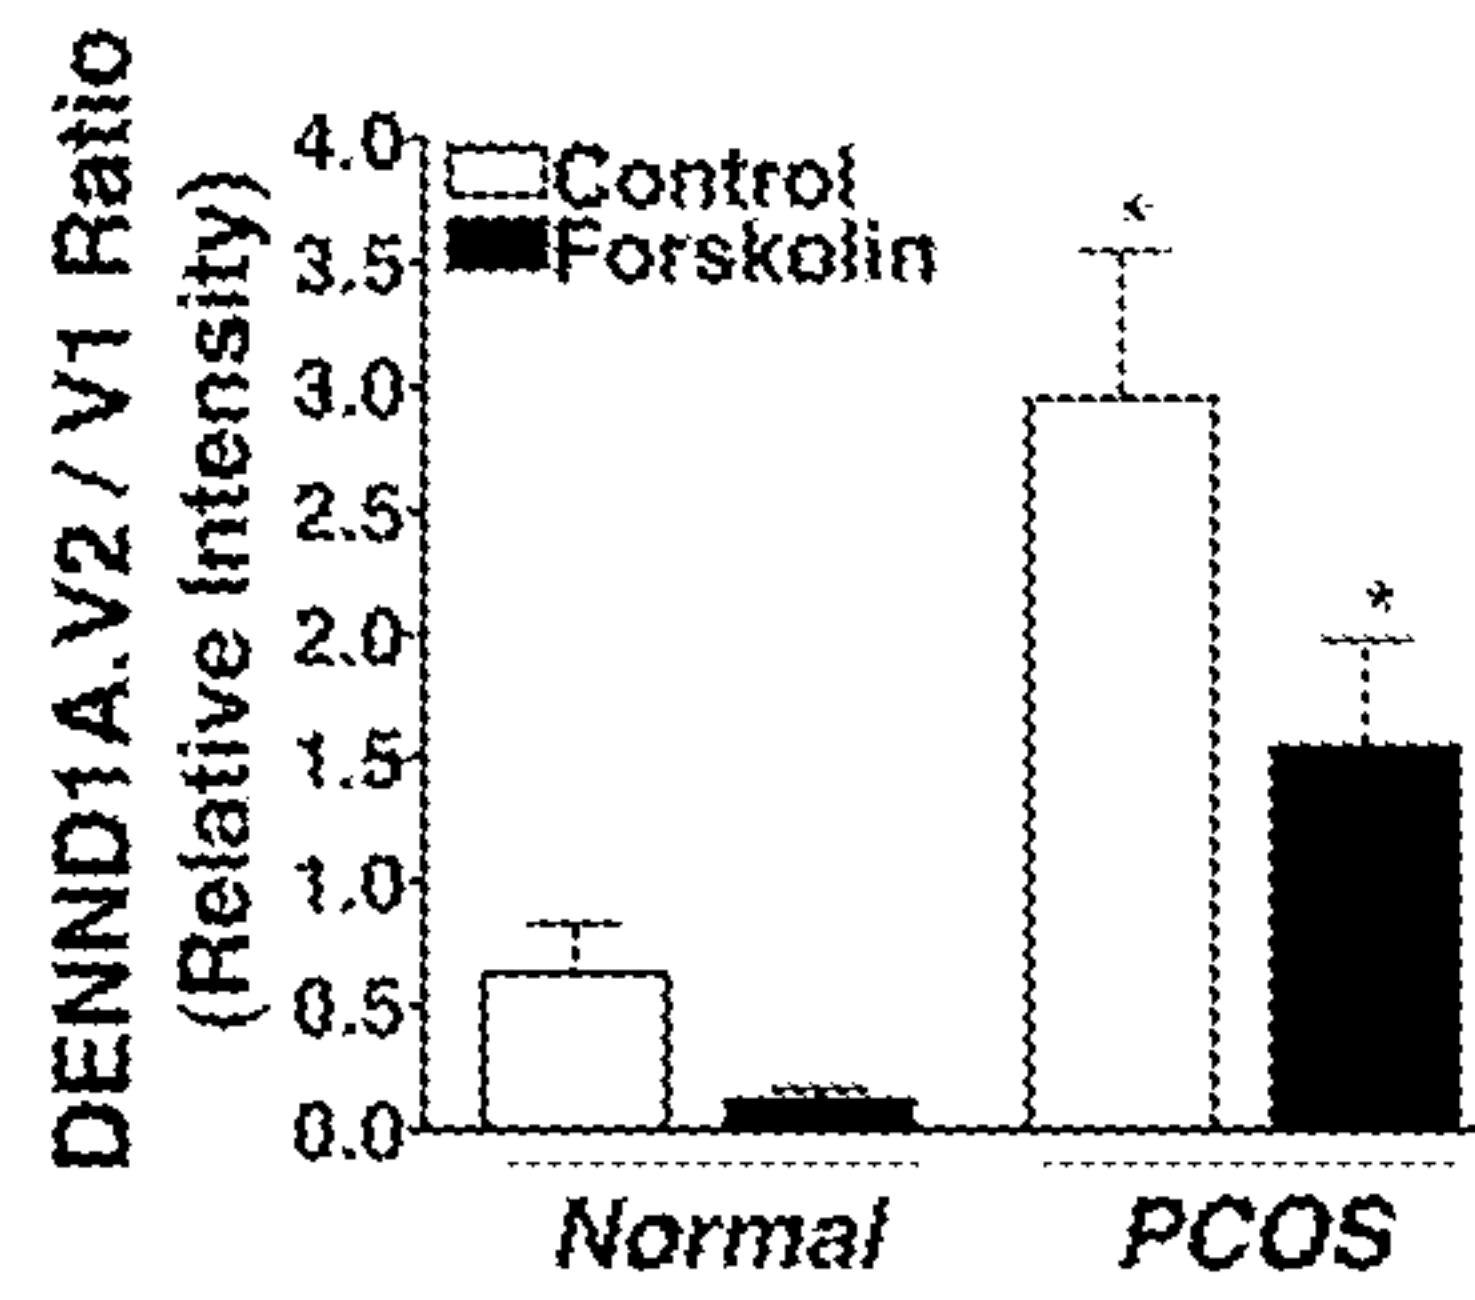 DENND1A.V2 / V1 Ratio
(Relative Intensity)
4.0
3.5
3.0
2.5
2.0
1.5
1.0
0.5
0.0
Control
Forskolin
*
*
Normal
PCOS